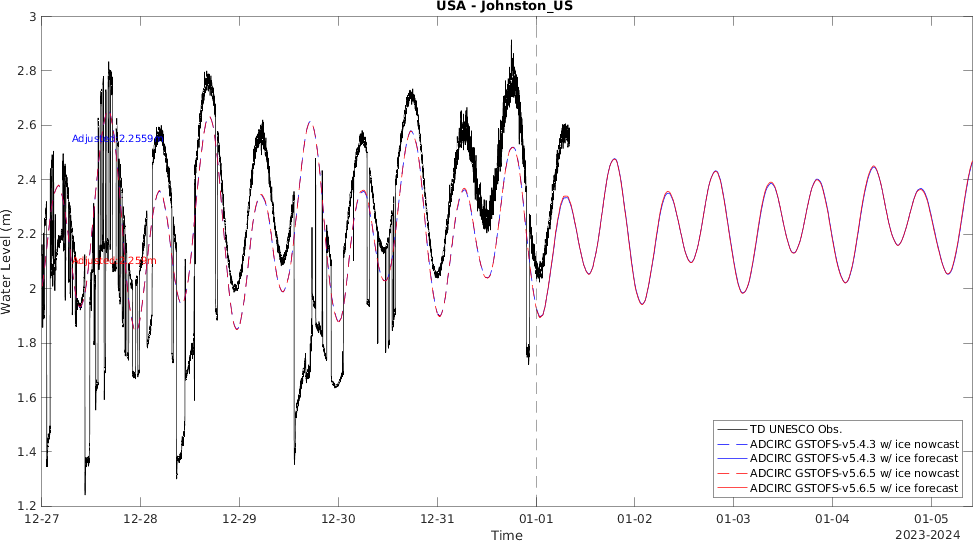 USA - Johnston_US
3
2.8
2.6
2.4
2.2
2
1.8
1.6
1.4
1.2
Water Level (m)
Adjusted 2.2559
Adjusted
12-27
12-28
12-29
12-30
12-31
01-01
01-02
01-03
01-04
01-05
Time
2023-2024
TD UNESCO Obs.
ADCIRC GSTOFS-v5.4.3 w/ ice nowcast
ADCIRC GSTOFS-v5.4.3 w/ ice forecast
ADCIRC GSTOFS-v5.6.5 w/ ice nowcast
ADCIRC GSTOFS-v5.6.5 w/ ice forecast